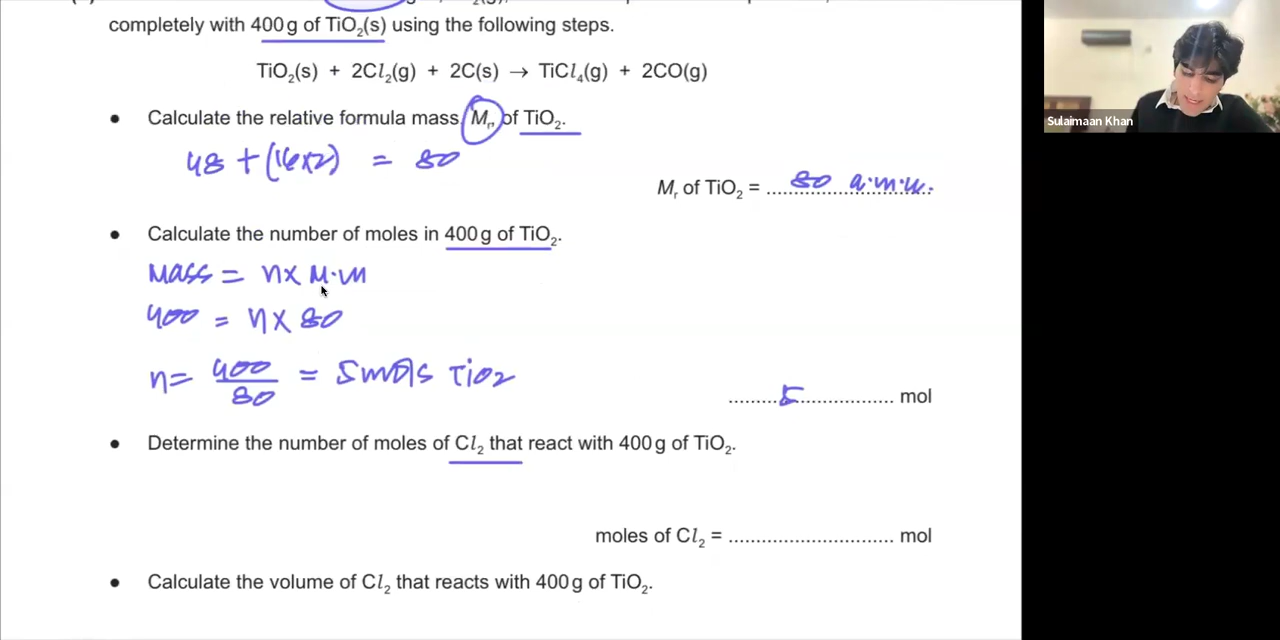 completely with 400 g of TiO₂(s) using the following steps.
TiO₂(s) + 2Cl₂(g) + 2C(s) → TiCl₄(g) + 2CO(g)
• Calculate the relative formula mass Mᵣ, of TiO₂.
48 + (16×2) = 80
Mᵣ of TiO₂ = ........80 a.m.u.
• Calculate the number of moles in 400 g of TiO₂.
Mass = n × M.M
400 = n × 80
n = 400/80 = 5 mols TiO2
........5................ mol
• Determine the number of moles of Cl₂ that react with 400 g of TiO₂.
moles of Cl₂ = ................................ mol
• Calculate the volume of Cl₂ that reacts with 400 g of TiO₂.
Sulaimaan Khan